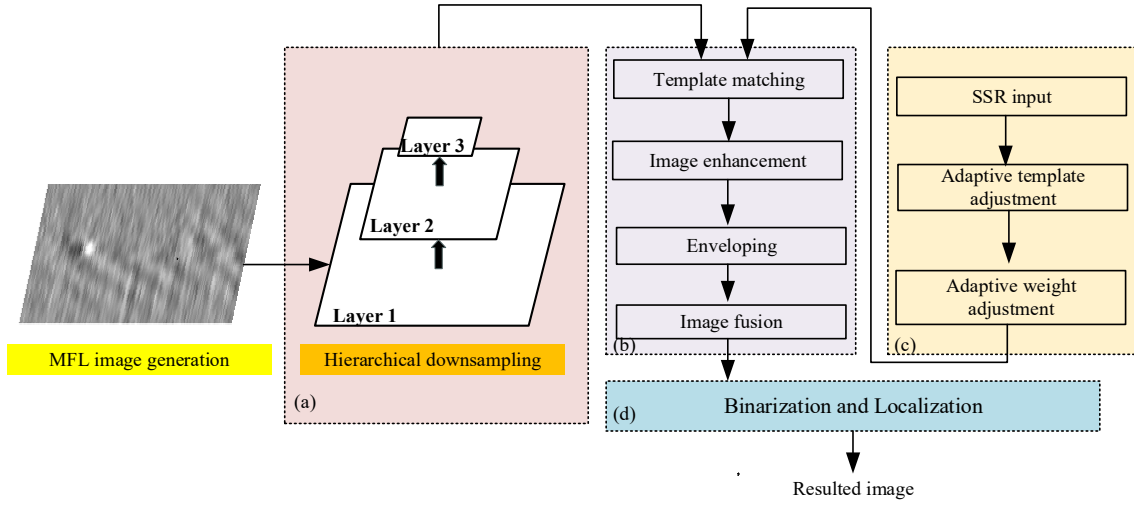 Layer 3
Layer 2
Layer 1
MFL image generation
Hierarchical downsampling
(a)
Template matching
Image enhancement
Enveloping
Image fusion
(b)
SSR input
Adaptive template
adjustment
Adaptive weight
adjustment
(c)
(d)
Binarization and Localization
Resulted image